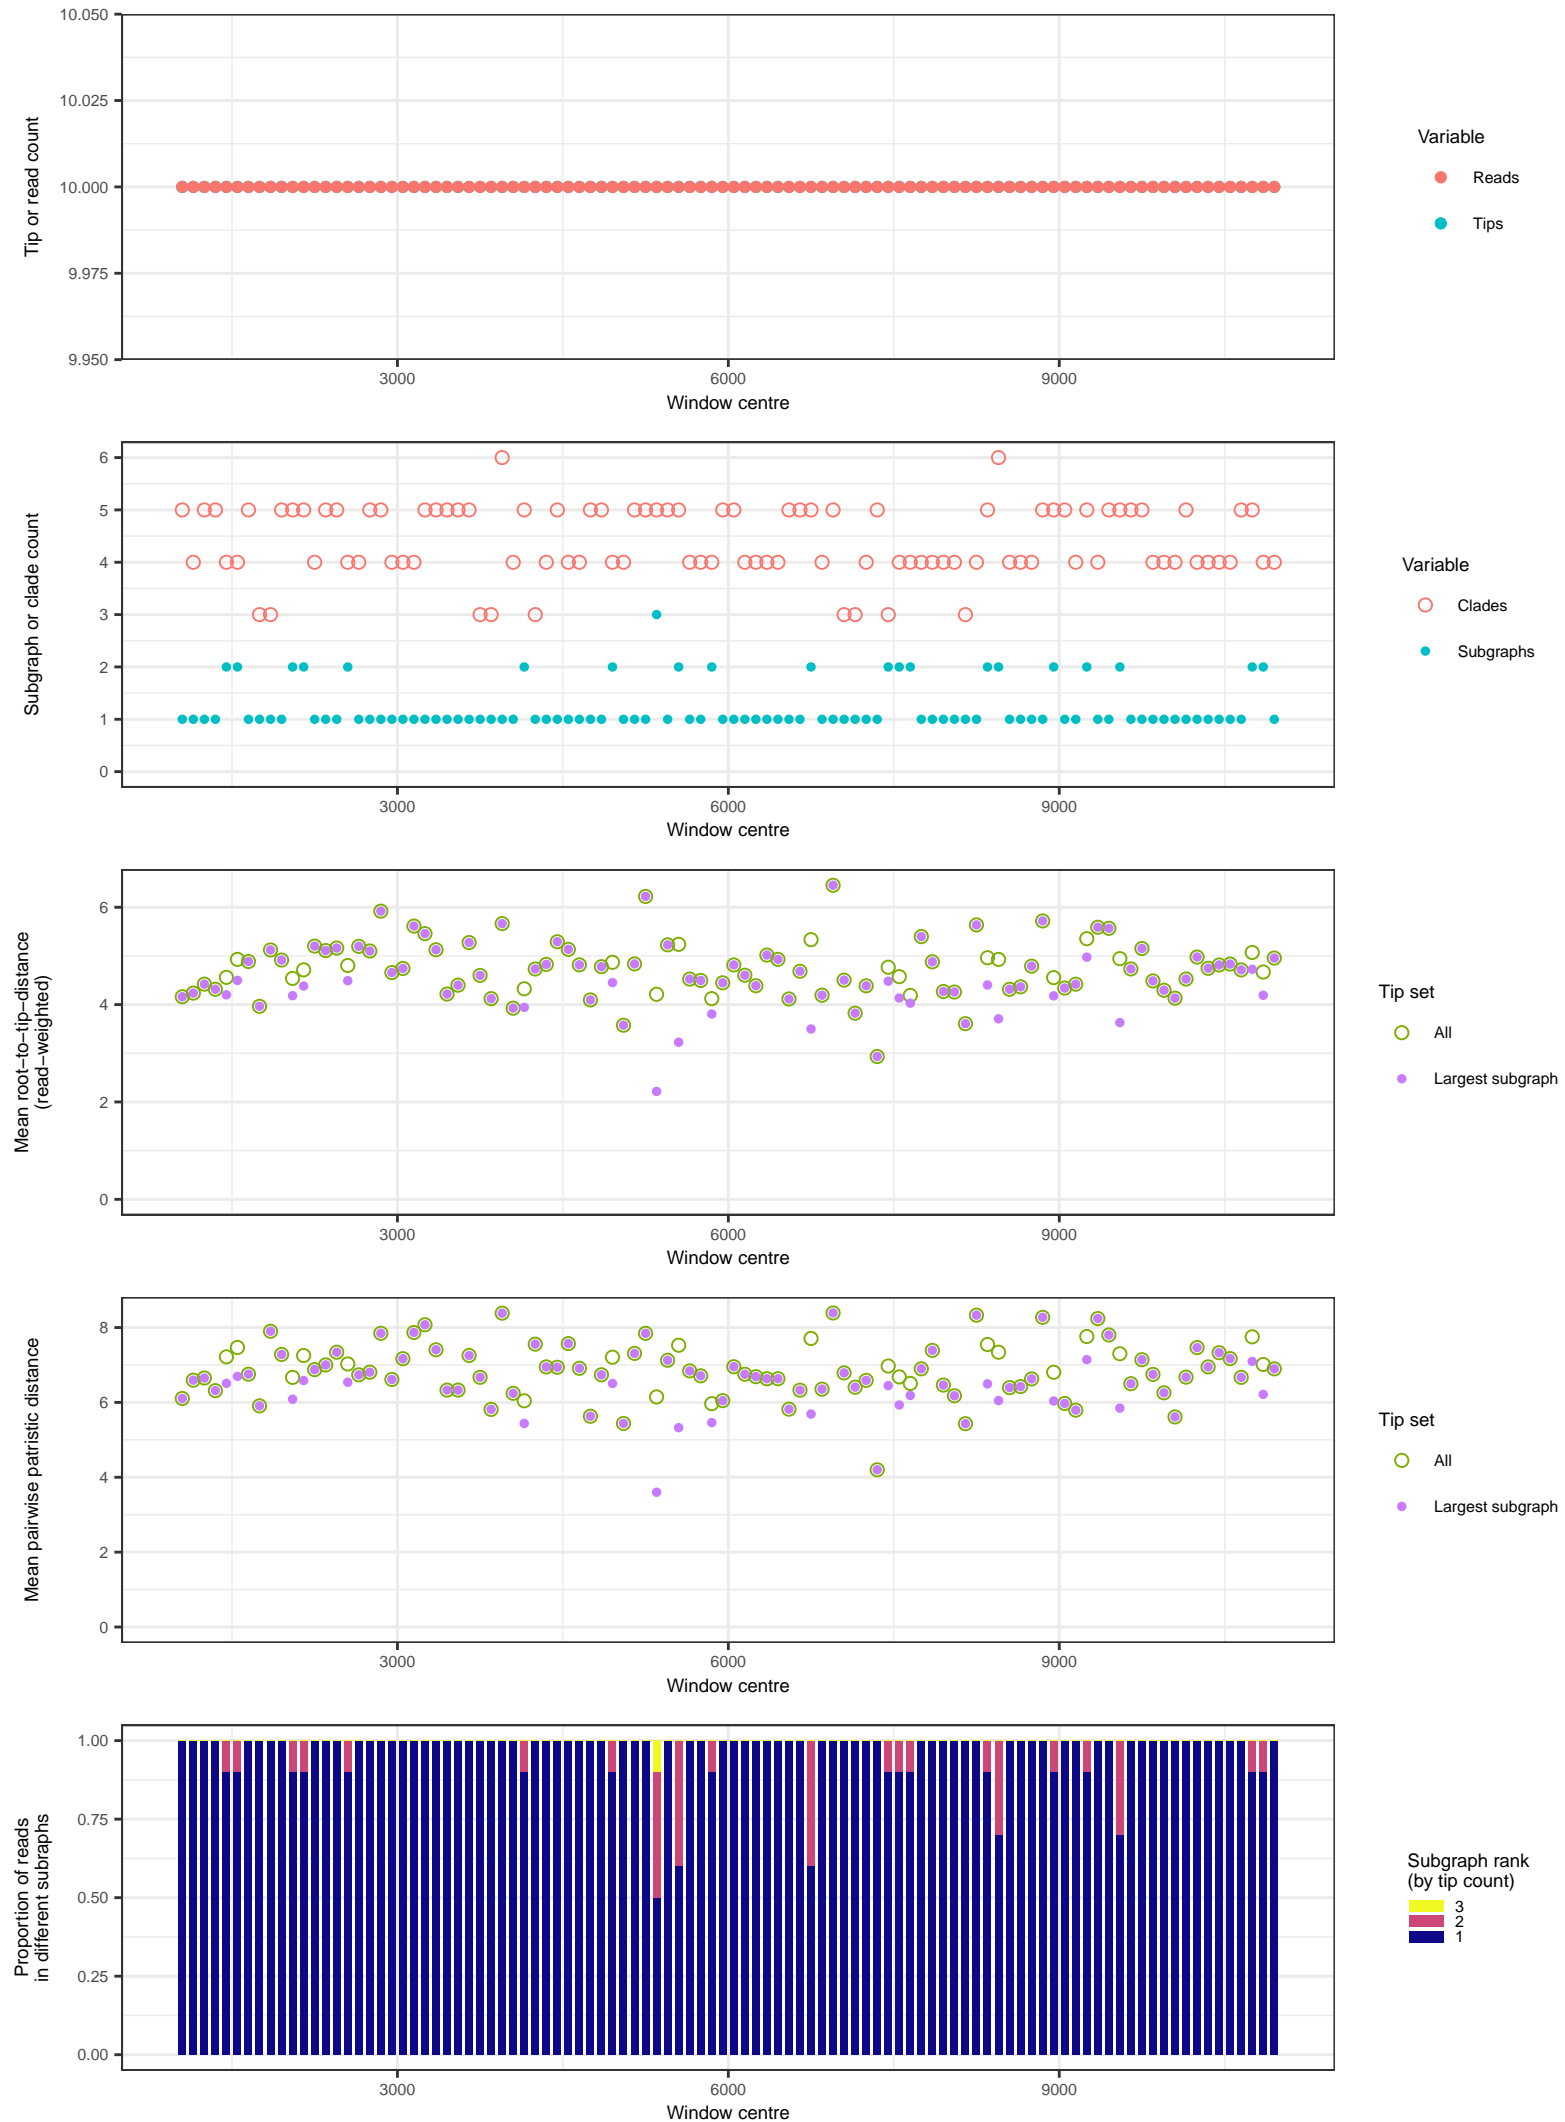 10.050
10.025
10.000
9.975
9.950
Tip or read count
3000 6000 9000
Window centre
Variable
Reads
Tips
6
5
4
3
2
1
0
Subgraph or clade count
3000 6000 9000
Window centre
Variable
Clades
Subgraphs
6
4
2
0
Mean root−to−tip−distance
(read−weighted)
3000 6000 9000
Window centre
Tip set
All
Largest subgraph
8
6
4
2
0
Mean pairwise patristic distance
3000 6000 9000
Window centre
Tip set
All
Largest subgraph
1.00
0.75
0.50
0.25
0.00
Proportion of reads
in different subraphs
3000 6000 9000
Window centre
Subgraph rank
(by tip count)
3
2
1